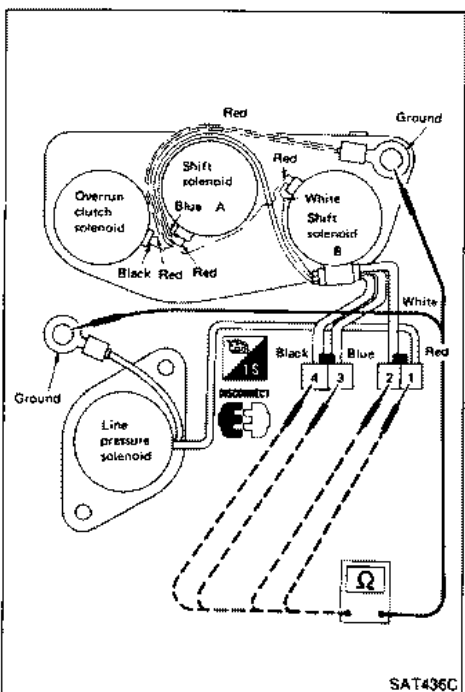 Red
Ground
Shift
solenoid
A
Red
Overrun
clutch
solenoid
Blue
White
Shift
solenoid
B
Black
Red
Red
White
Black
Blue
Red
4
3
2
1
Ground
T.S.
DISCONNECT
Line
pressure
solenoid
Ω
SAT436C